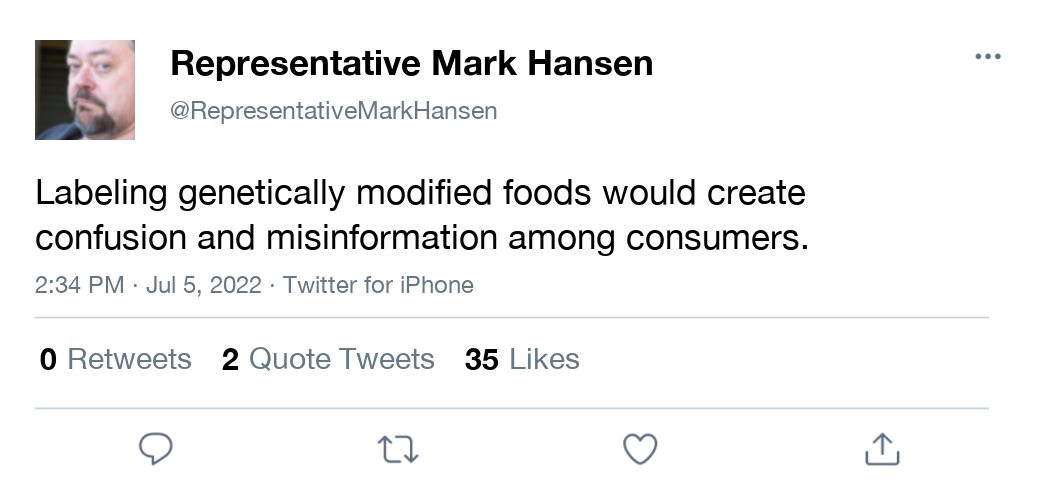 Representative Mark Hansen
@RepresentativeMarkHansen
Labeling genetically modified foods would create
confusion and misinformation among consumers.
2:34 PM · Jul 5, 2022 · Twitter for iPhone
0 Retweets 2 Quote Tweets 35 Likes